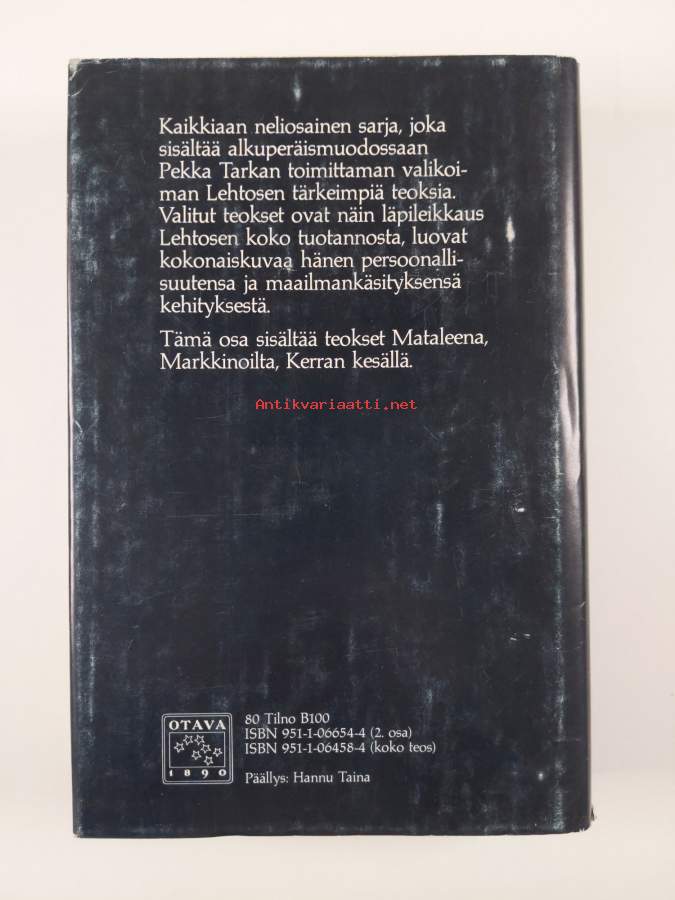 Kaikkiaan neliosainen sarja, joka
sisältää alkuperäismuodossaan
Pekka Tarkan toimittaman valikoi-
man Lehtosen tärkeimpiä teoksia.
Valitut teokset ovat näin läpileikkaus
Lehtosen koko tuotannosta, luovat
kokonaiskuvaa hänen persoonalli-
suutensa ja maailmankäsityksensä
kehityksestä.
Tämä osa sisältää teokset Mataleena,
Markkinoilta, Kerran kesällä.
Antikvariaatti.net
OTAVA
1890
80 Tilno B100
ISBN 951-1-06654-4 (2. osa)
ISBN 951-1-06458-4 (koko teos)
Päällys: Hannu Taina